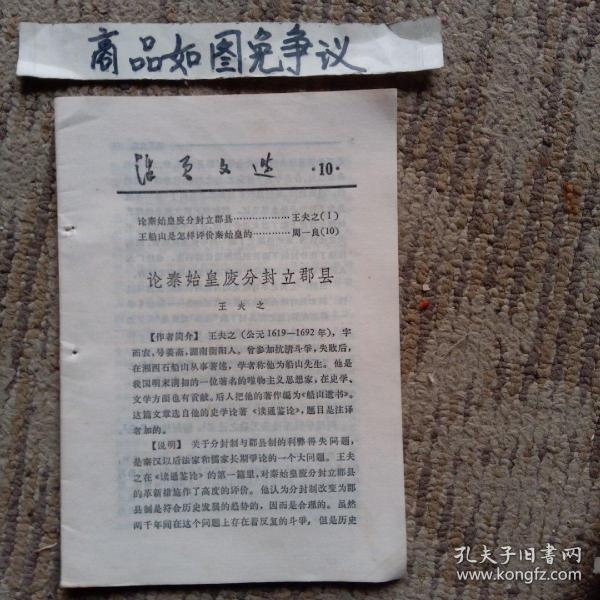 商品如图免争议
活页文选 ·10·
论秦始皇废分封立郡县………………王夫之(1)
王船山是怎样评价秦始皇的…………周一良(10)
论秦始皇废分封立郡县
王夫之
【作者简介】 王夫之(公元1619—1692年),字
而农,号姜斋,湖南衡阳人。曾参加抗清斗争,失败后,
在湘西石船山从事著述,学者称他为船山先生。他是
我国明末清初的一位著名的唯物主义思想家,在史学、
文学方面也有贡献。后人把他的著作编为《船山遗书》。
这篇文章选自他的史学论著《读通鉴论》,题目是注译
者加的。
【说明】 关于分封制与郡县制的利弊得失问题,
是秦汉以后法家和儒家长期争论的一个大问题。王夫
之在《读通鉴论》的第一篇里,对秦始皇废分封立郡县
的革新措施作了高度的评价。他认为分封制改变为郡
县制是符合历史发展的趋势的,因而是合理的。虽然
两千年间在这个问题上存在着反复的斗争,但是历史
孔夫子旧书网
www.kongfz.com